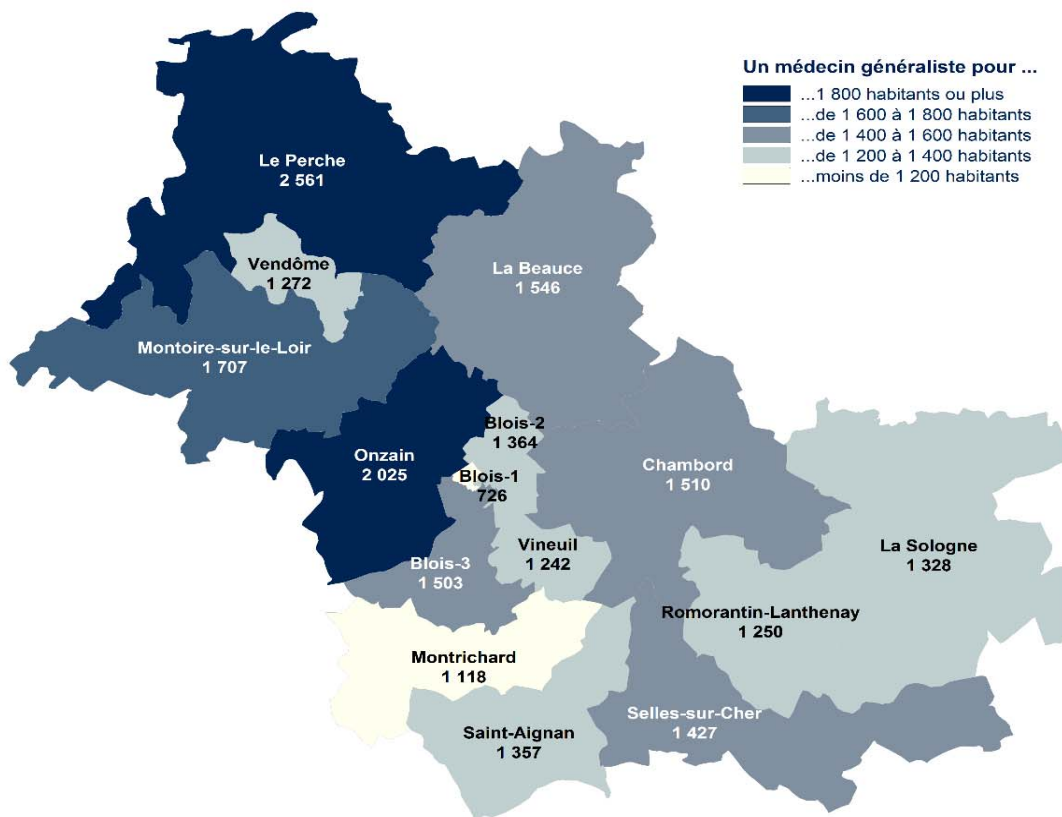 Un médecin généraliste pour ...
...1 800 habitants ou plus
...de 1 600 à 1 800 habitants
...de 1 400 à 1 600 habitants
...de 1 200 à 1 400 habitants
...moins de 1 200 habitants
Le Perche
2 561
Vendôme
1 272
La Beauce
1 546
Montoire-sur-le-Loir
1 707
Blois-2
1 364
Onzain
2 025
Blois-1
726
Chambord
1 510
Vineuil
1 242
La Sologne
1 328
Blois-3
1 503
Romorantin-Lanthenay
1 250
Montrichard
1 118
Selles-sur-Cher
1 427
Saint-Aignan
1 357